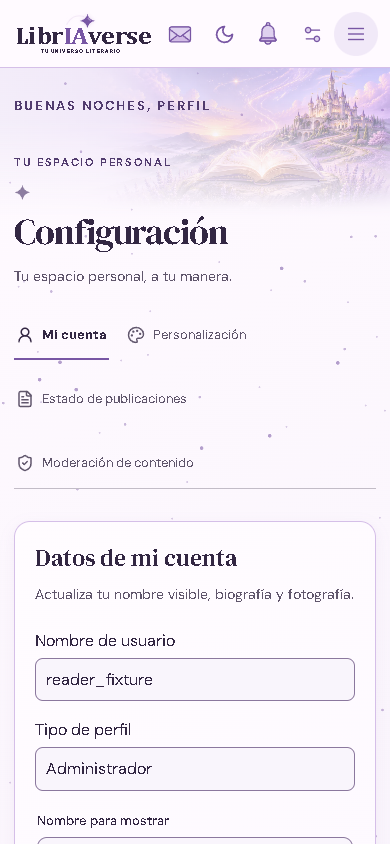 LibrIAverse
TU UNIVERSO LITERARIO
BUENAS NOCHES, PERFIL
TU ESPACIO PERSONAL
Configuración
Tu espacio personal, a tu manera.
Mi cuenta
Personalización
Estado de publicaciones
Moderación de contenido
Datos de mi cuenta
Actualiza tu nombre visible, biografía y fotografía.
Nombre de usuario
reader_fixture
Tipo de perfil
Administrador
Nombre para mostrar